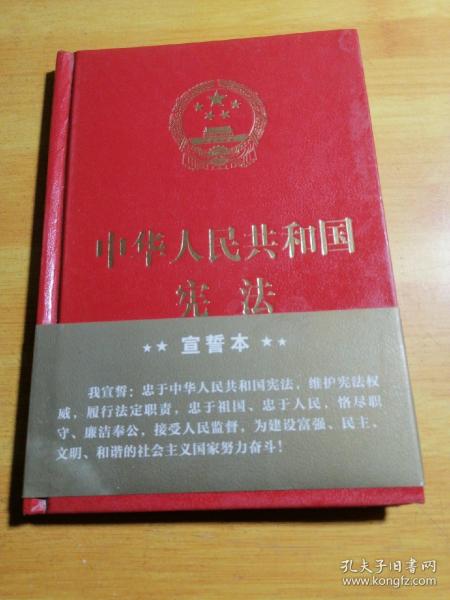 中华人民共和国
宪法
★★ 宣誓本 ★★
我宣誓：忠于中华人民共和国宪法，维护宪法权
威，履行法定职责，忠于祖国、忠于人民，恪尽职
守、廉洁奉公，接受人民监督，为建设富强、民主、
文明、和谐的社会主义国家努力奋斗！
孔夫子旧书网
www.kongfz.com